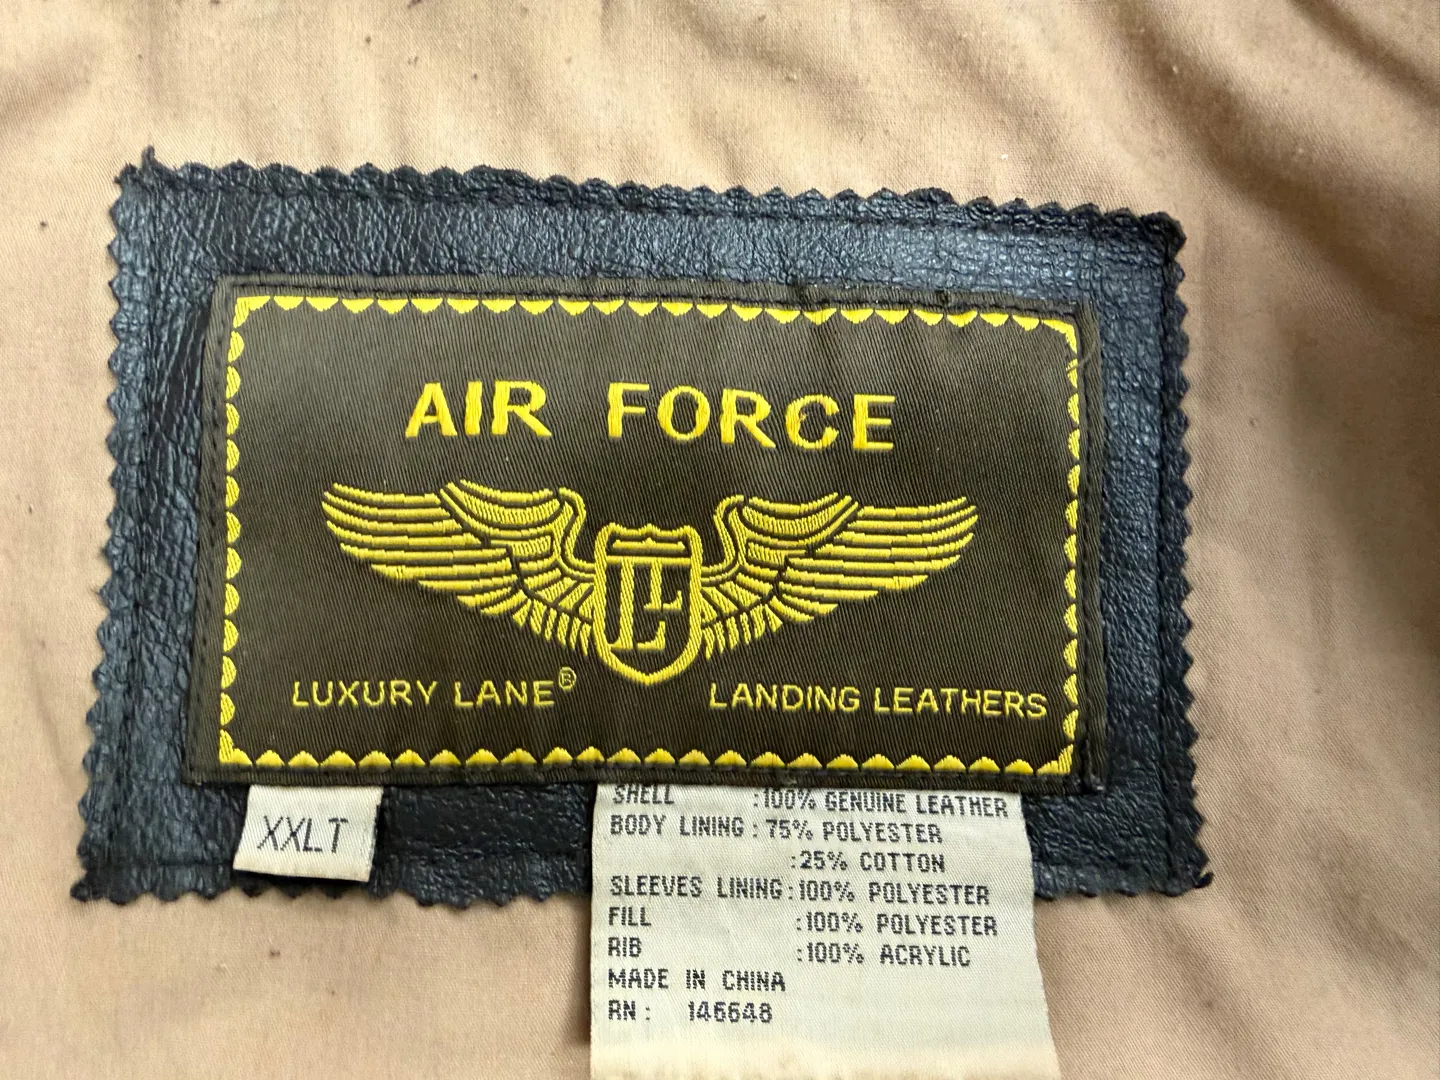 AIR FORCE
LL
LUXURY LANE® LANDING LEATHERS
XXLT
SHELL :100% GENUINE LEATHER
BODY LINING : 75% POLYESTER
:25% COTTON
SLEEVES LINING:100% POLYESTER
FILL :100% POLYESTER
RIB :100% ACRYLIC
MADE IN CHINA
RN: 146648